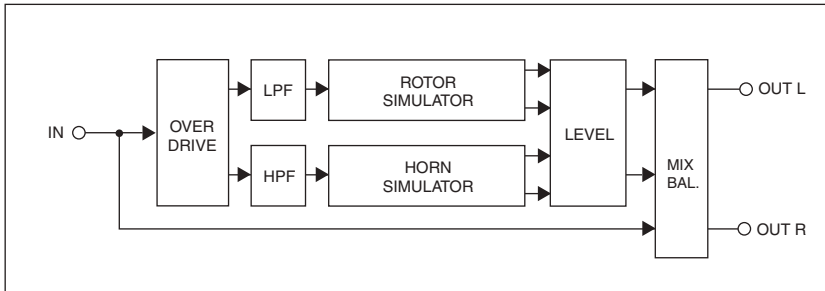 IN
OVER
DRIVE
LPF
HPF
ROTOR
SIMULATOR
HORN
SIMULATOR
LEVEL
MIX
BAL.
OUT L
OUT R